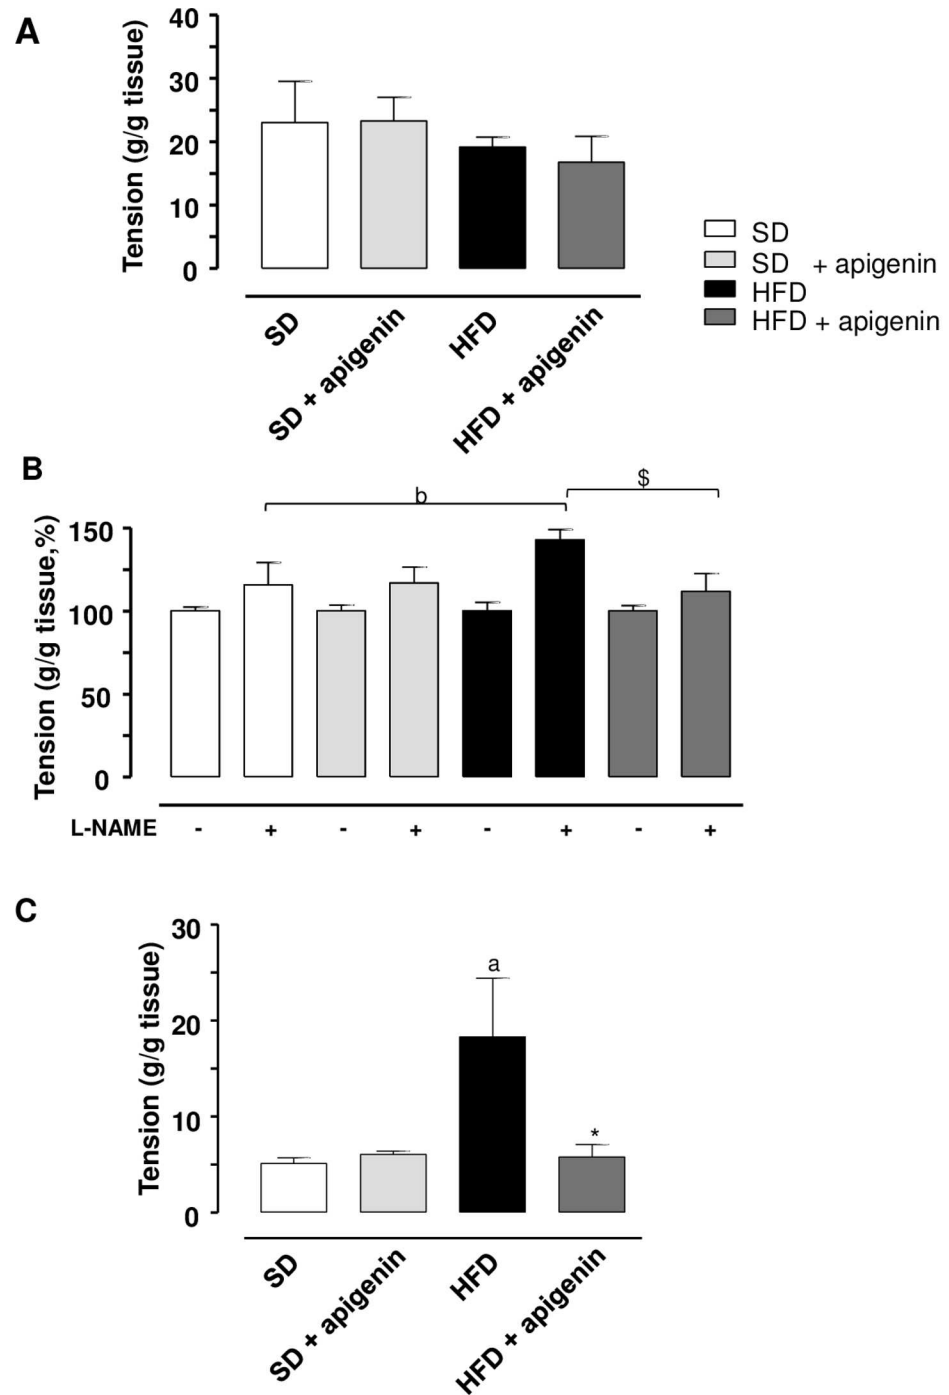 A
Tension (g/g tissue)
40
30
20
10
0
SD
SD + apigenin
HFD
HFD + apigenin
SD
SD + apigenin
HFD
HFD + apigenin
B
Tension (g/g tissue,%)
150
100
50
0
b
$
L-NAME - + - + - + - +
C
Tension (g/g tissue)
30
20
10
0
a
*
SD
SD + apigenin
HFD
HFD + apigenin